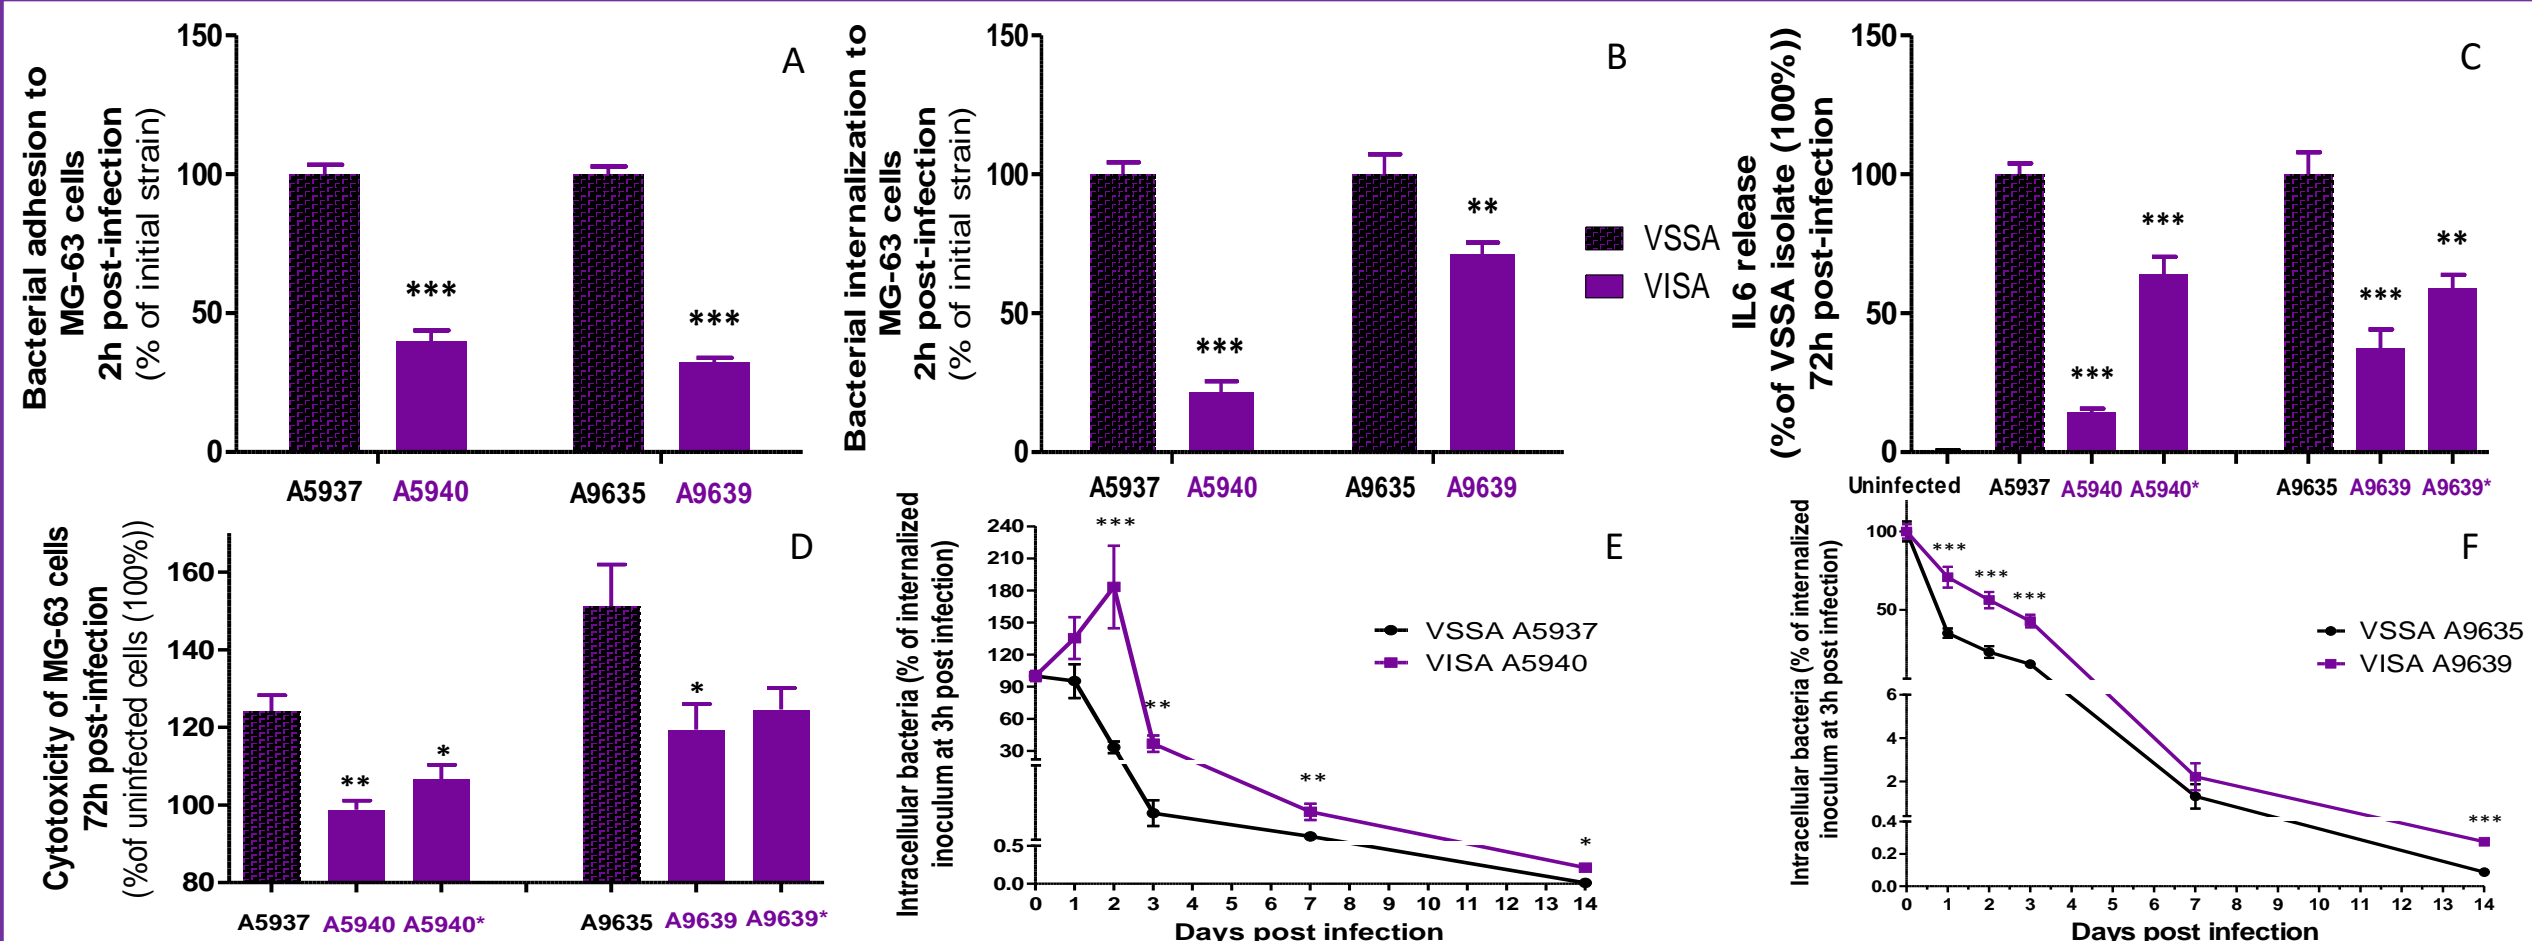 A
Bacterial adhesion to
MG-63 cells
2h post-infection
(% of initial strain)
150
100
50
0
***
***
A5937 A5940 A9635 A9639
B
Bacterial internalization to
MG-63 cells
2h post-infection
(% of initial strain)
150
100
50
0
***
**
A5937 A5940 A9635 A9639
VSSA
VISA
C
IL6 release
(%of VSSA isolate (100%))
72h post-infection
150
100
50
0
***
***
***
**
Uninfected A5937 A5940 A5940* A9635 A9639 A9639*
D
Cytotoxicity of MG-63 cells
72h post-infection
(%of uninfected cells (100%))
160
140
120
100
80
**
*
*
A5937 A5940 A5940* A9635 A9639 A9639*
E
Intracellular bacteria (% of internalized
inoculum at 3h post infection)
240
210
180
150
120
90
60
30
0.5
0.0
***
**
**
*
VSSA A5937
VISA A5940
0 1 2 3 4 5 6 7 8 9 10 11 12 13 14
Days post infection
F
Intracellular bacteria (% of internalized
inoculum at 3h post infection)
100
50
6
4
2
0.4
0.2
0.0
***
***
***
***
VSSA A9635
VISA A9639
0 1 2 3 4 5 6 7 8 9 10 11 12 13 14
Days post infection